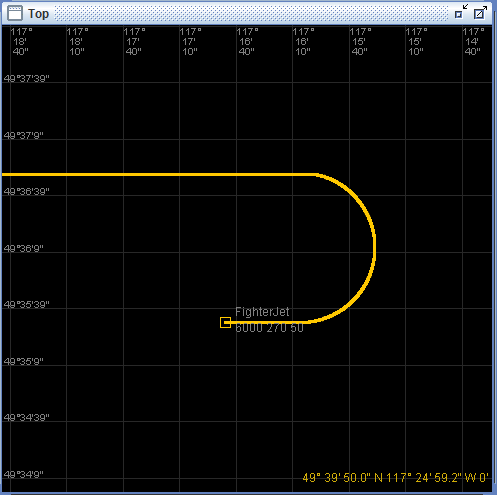 Top
117° 117° 117° 117° 117° 117° 117° 117° 117°
18' 18' 17' 17' 16' 16' 15' 15' 14'
40" 10" 40" 10" 40" 10" 40" 10" 40"
49°37'39"
49°37'9"
49°36'39"
49°36'9"
49°35'39"
FighterJet
6000 270 50
49°35'9"
49°34'39"
49°34'9"
49° 39' 50.0" N 117° 24' 59.2" W 0'